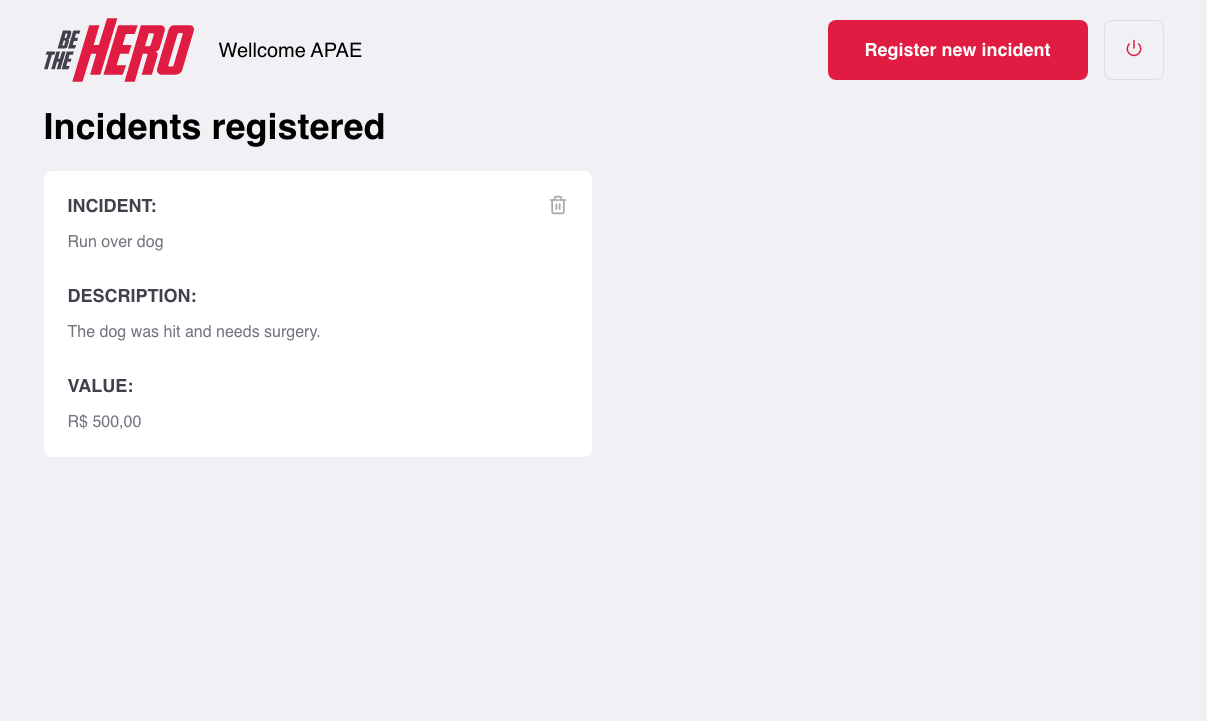 BE THE HERO
Wellcome APAE
Register new incident
Incidents registered
INCIDENT:
Run over dog
DESCRIPTION:
The dog was hit and needs surgery.
VALUE:
R$ 500,00